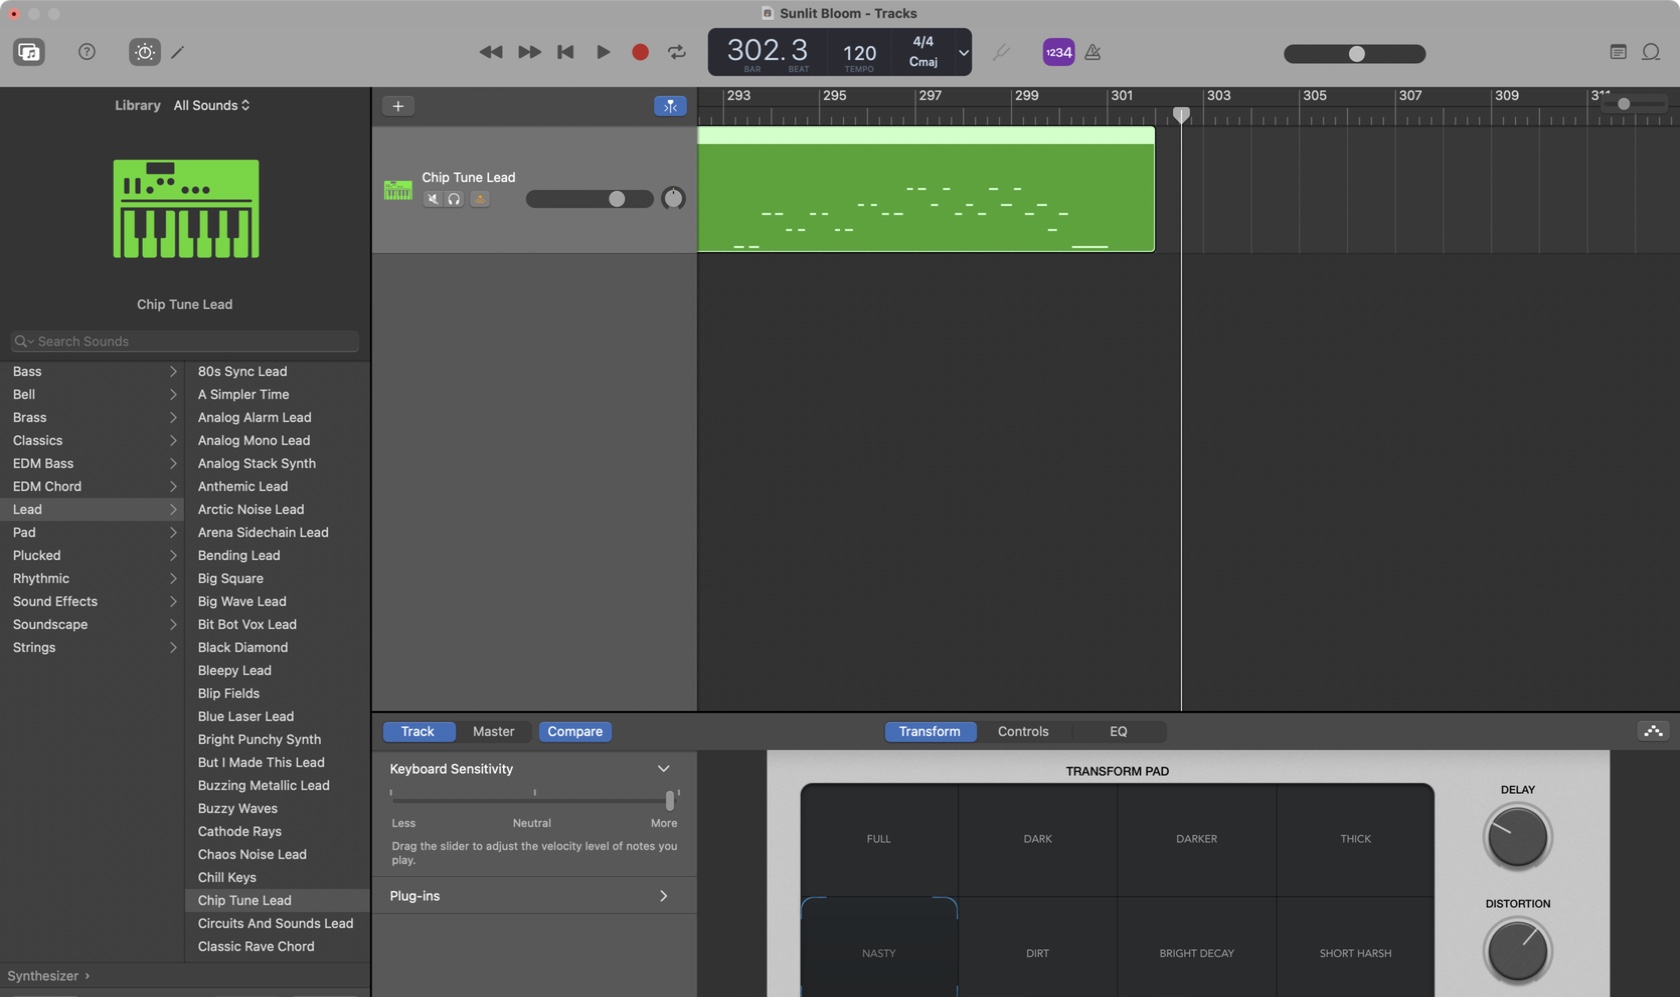 Sunlit Bloom - Tracks
302.3
BAR BEAT
120
TEMPO
4/4
Cmaj
1234
Library All Sounds
293 295 297 299 301 303 305 307 309
Chip Tune Lead
Chip Tune Lead
Search Sounds
Bass
Bell
Brass
Classics
EDM Bass
EDM Chord
Lead
Pad
Plucked
Rhythmic
Sound Effects
Soundscape
Strings
80s Sync Lead
A Simpler Time
Analog Alarm Lead
Analog Mono Lead
Analog Stack Synth
Anthemic Lead
Arctic Noise Lead
Arena Sidechain Lead
Bending Lead
Big Square
Big Wave Lead
Bit Bot Vox Lead
Black Diamond
Bleepy Lead
Blip Fields
Blue Laser Lead
Bright Punchy Synth
But I Made This Lead
Buzzing Metallic Lead
Buzzy Waves
Cathode Rays
Chaos Noise Lead
Chill Keys
Chip Tune Lead
Circuits And Sounds Lead
Classic Rave Chord
Synthesizer
Track Master Compare
Transform Controls EQ
Keyboard Sensitivity
Less Neutral More
Drag the slider to adjust the velocity level of notes you
play.
Plug-ins
TRANSFORM PAD
FULL DARK DARKER THICK
NASTY DIRT BRIGHT DECAY SHORT HARSH
DELAY
DISTORTION